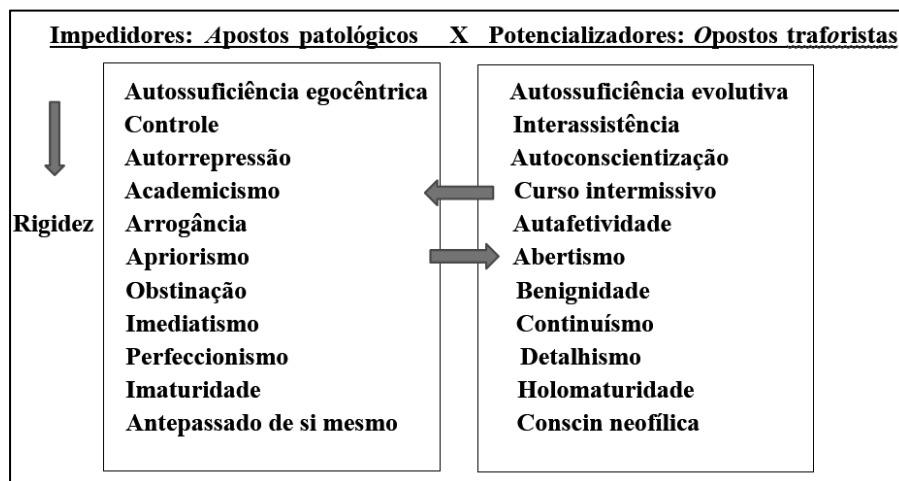 Impedidores: Apostos patológicos X Potencializadores: Opostos traforistas
Autossuficiência egocêntrica
Controle
Autorrepressão
Academicismo
Rigidez
Arrogância
Apriorismo
Obstinação
Imediatismo
Perfeccionismo
Imaturidade
Antepassado de si mesmo
Autossuficiência evolutiva
Interassistência
Autoconscientização
Curso intermissivo
Autafetividade
Abertismo
Benignidade
Continuísmo
Detalhismo
Holomaturidade
Conscin neofílica